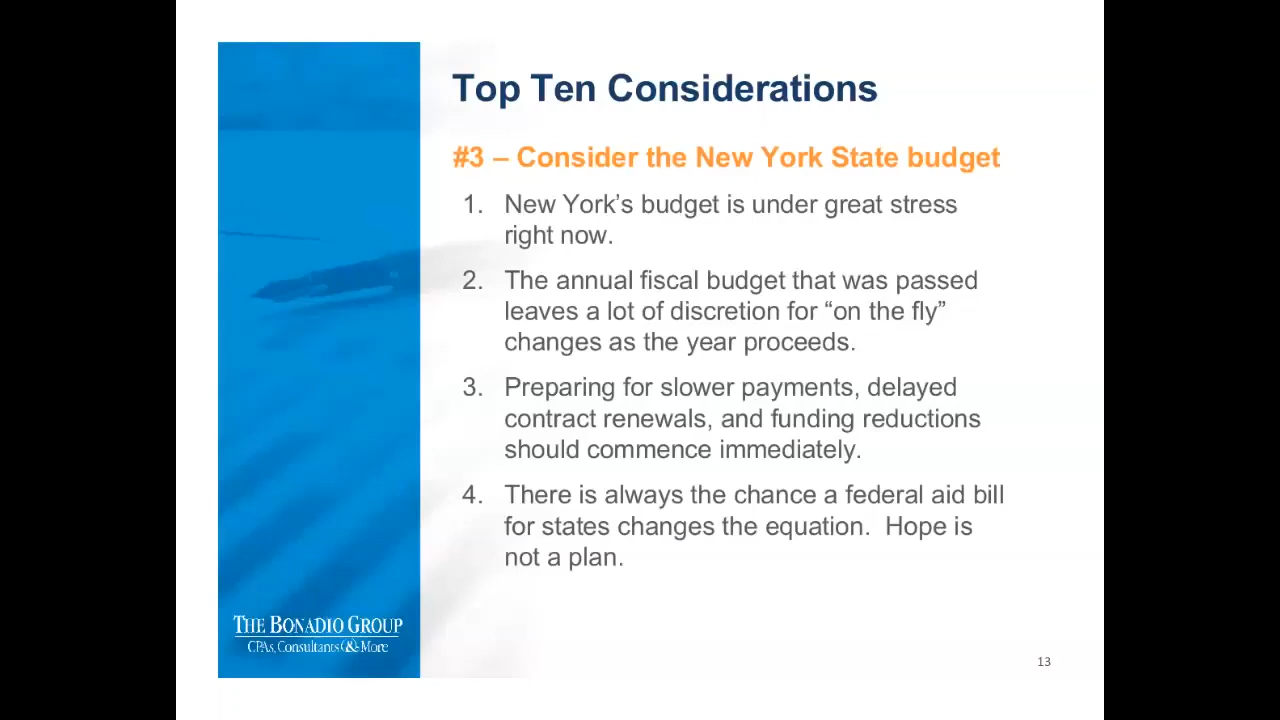 Top Ten Considerations
#3 – Consider the New York State budget
1. New York’s budget is under great stress
right now.
2. The annual fiscal budget that was passed
leaves a lot of discretion for “on the fly”
changes as the year proceeds.
3. Preparing for slower payments, delayed
contract renewals, and funding reductions
should commence immediately.
4. There is always the chance a federal aid bill
for states changes the equation.  Hope is
not a plan.
THE BONADIO GROUP
CPAs, Consultants & More
13